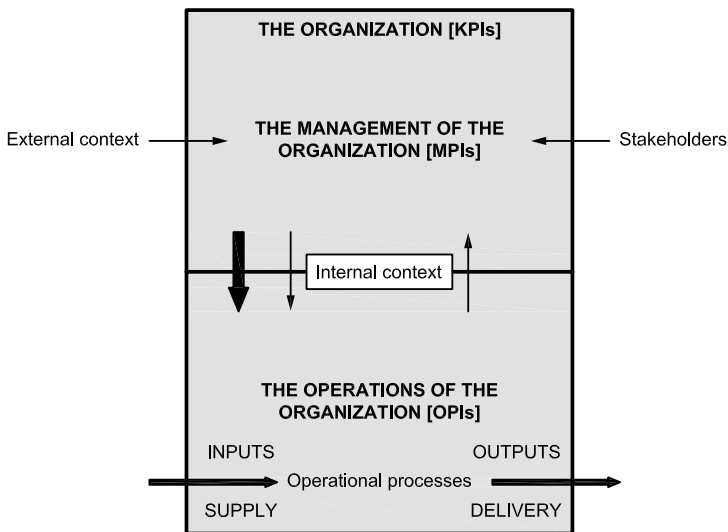 THE ORGANIZATION [KPIs]
External context
THE MANAGEMENT OF THE
ORGANIZATION [MPIs]
Stakeholders
Internal context
THE OPERATIONS OF THE
ORGANIZATION [OPIs]
INPUTS
OUTPUTS
Operational processes
SUPPLY
DELIVERY